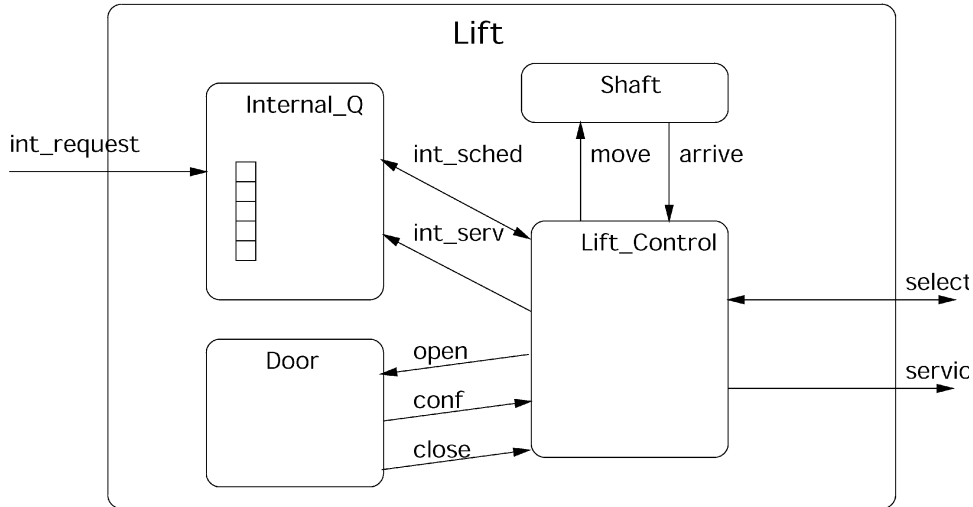 Lift
Shaft
Internal_Q
int_request
int_sched
move
arrive
int_serv
Lift_Control
select
open
Door
servic
conf
close